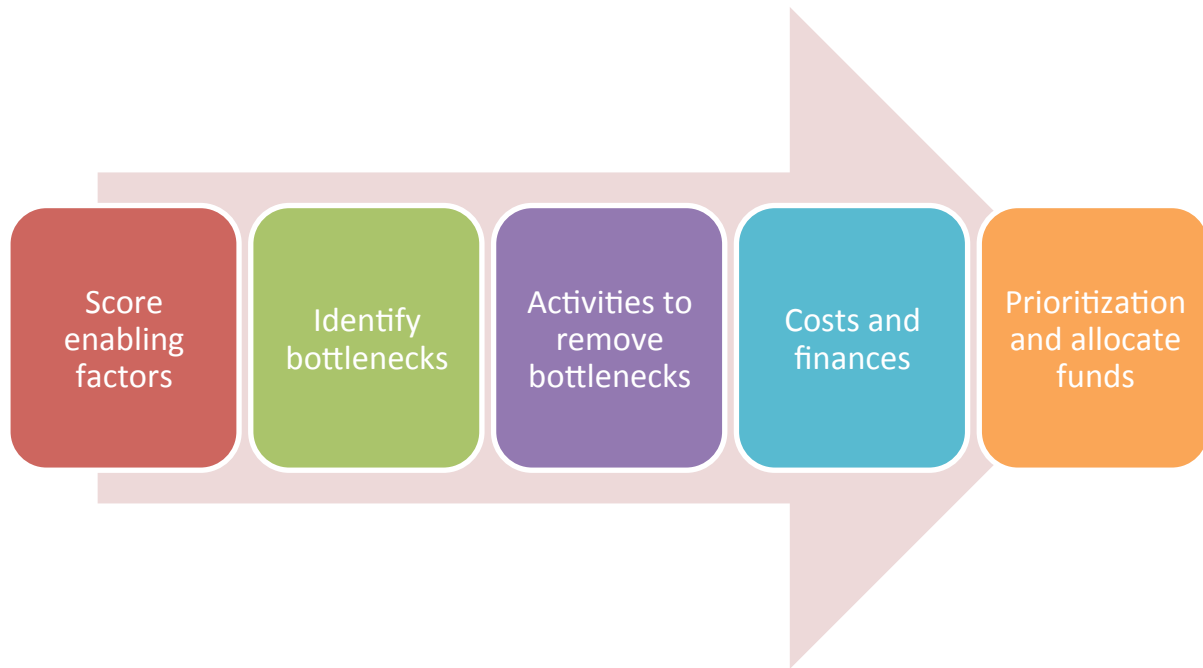 Score
enabling
factors
Identify
bottlenecks
Activities to
remove
bottlenecks
Costs and
finances
Prioritization
and allocate
funds